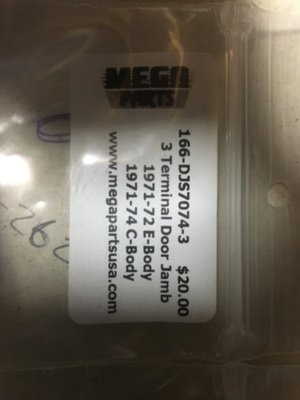 MEGA
PARTS
166-DJS7074-3 $20.00
3 Terminal Door Jamb
1971-72 E-Body
1971-74 C-Body
www.megapartsusa.com
262